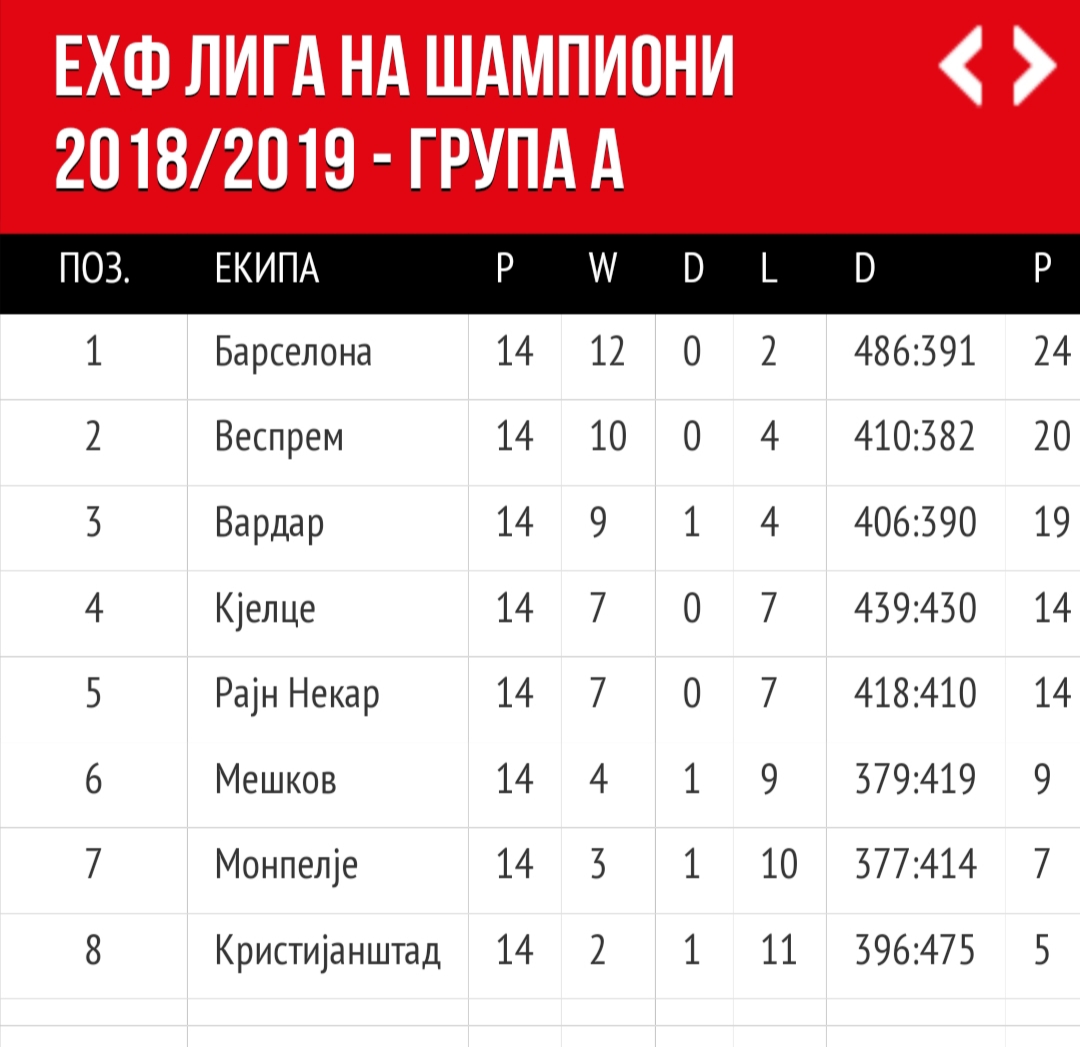 ЕХФ ЛИГА НА ШАМПИОНИ
2018/2019 - ГРУПА А
ПОЗ. ЕКИПА P W D L D P
1 Барселона 14 12 0 2 486:391 24
2 Веспрем 14 10 0 4 410:382 20
3 Вардар 14 9 1 4 406:390 19
4 Кјелце 14 7 0 7 439:430 14
5 Рајн Некар 14 7 0 7 418:410 14
6 Мешков 14 4 1 9 379:419 9
7 Монпелје 14 3 1 10 377:414 7
8 Кристијанштад 14 2 1 11 396:475 5